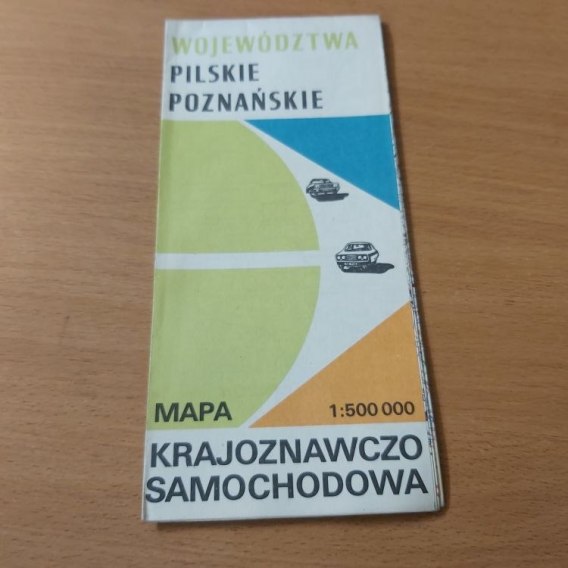 WOJEWÓDZTWA
PILSKIE
POZNAŃSKIE
MAPA 1:500 000
KRAJOZNAWCZO
SAMOCHODOWA